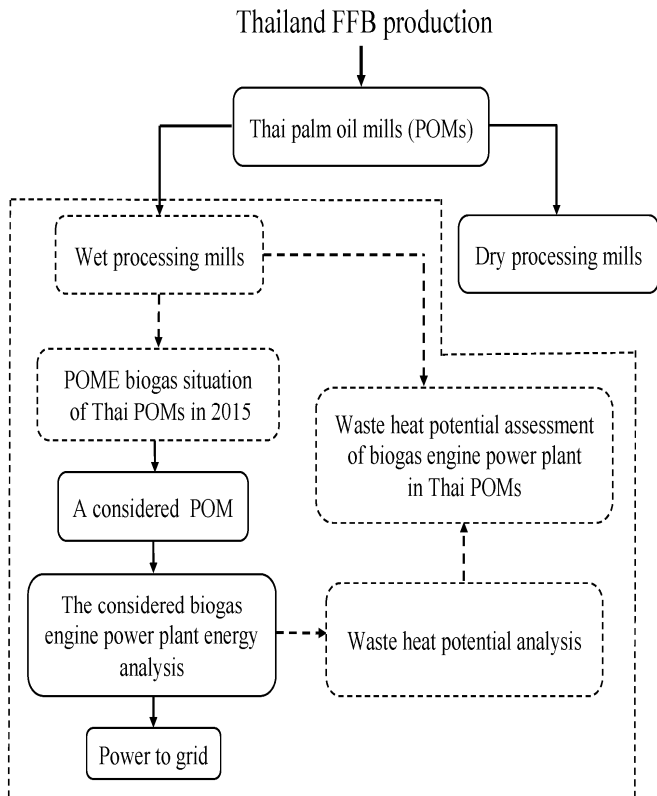 Thailand FFB production
Thai palm oil mills (POMs)
Wet processing mills
Dry processing mills
POME biogas situation
of Thai POMs in 2015
Waste heat potential assessment
of biogas engine power plant
in Thai POMs
A considered POM
The considered biogas
engine power plant energy
analysis
Waste heat potential analysis
Power to grid